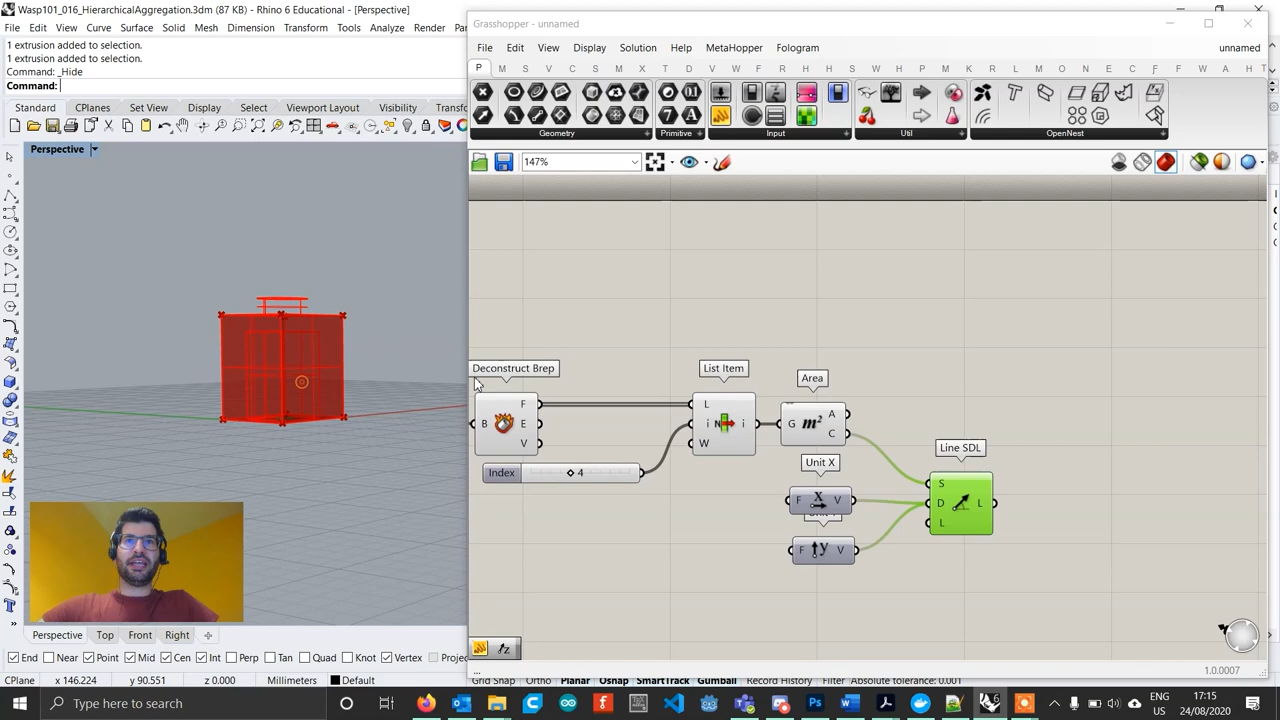 Wasp101_016_HierarchicalAggregation.3dm (87 KB) - Rhino 6 Educational - [Perspective]
File Edit View Curve Surface Solid Mesh Dimension Transform Tools Analyze Render
1 extrusion added to selection.
1 extrusion added to selection.
Command: _Hide
Command:
Standard CPlanes Set View Display Select Viewport Layout Visibility
Perspective
Grasshopper - unnamed
File Edit View Display Solution Help MetaHopper Fologram unnamed
Geometry Primitive Input Util OpenNest
147%
Deconstruct Brep
B F E V
Index 4
List Item
L i W N i
Area
G m² A C
Unit X
F X V
F y V
Line SDL
S D L L
... 1.0.0007
Perspective Top Front Right
End Near Point Mid Cen Int Perp Tan Quad Knot Vertex
CPlane x 146.224 y 90.551 z 0.000 Millimeters Default Grid Snap Ortho Planar Osnap SmartTrack Gumball Record History Filter Absolute tolerance: 0.001
Type here to search
ENG
US
17:15
24/08/2020